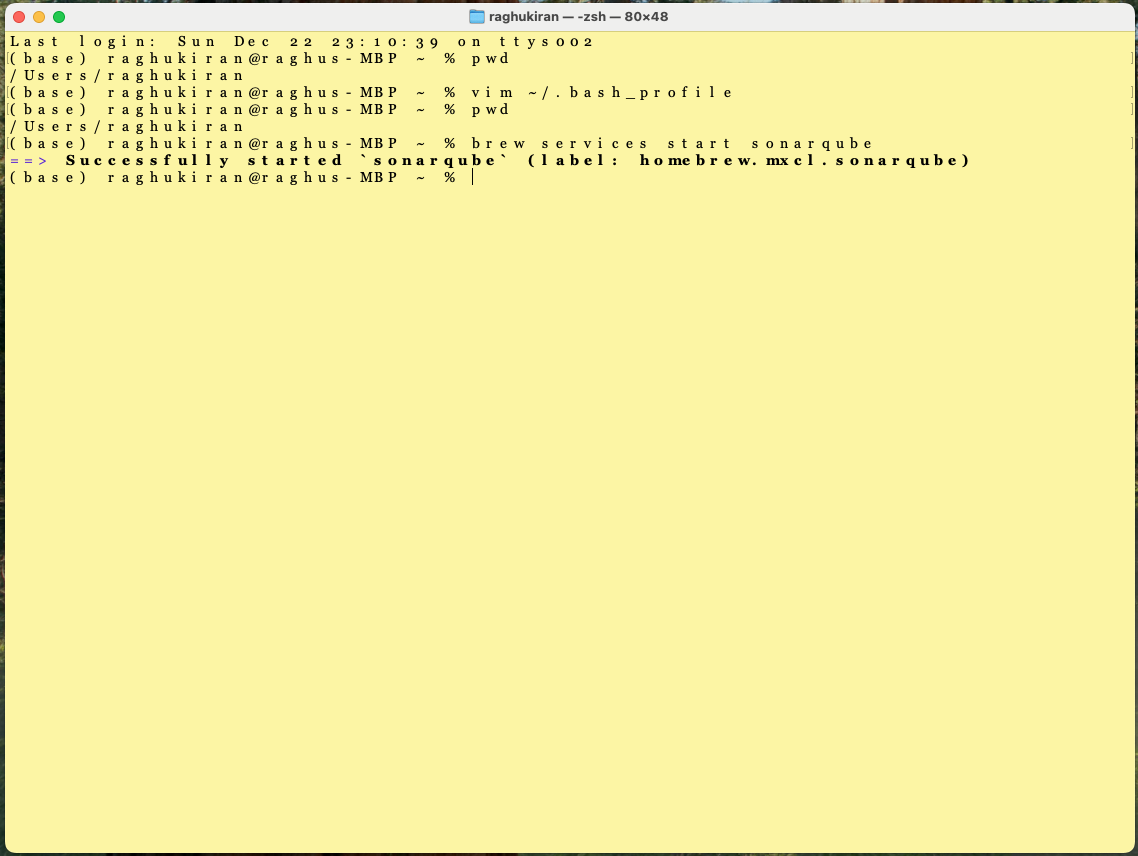 raghukiran — -zsh — 80×48
Last login: Sun Dec 22 23:10:39 on ttys002
(base) raghukiran@raghus-MBP ~ % pwd
/Users/raghukiran
(base) raghukiran@raghus-MBP ~ % vim ~/.bash_profile
(base) raghukiran@raghus-MBP ~ % pwd
/Users/raghukiran
(base) raghukiran@raghus-MBP ~ % brew services start sonarqube
==> Successfully started `sonarqube` (label: homebrew.mxcl.sonarqube)
(base) raghukiran@raghus-MBP ~ %